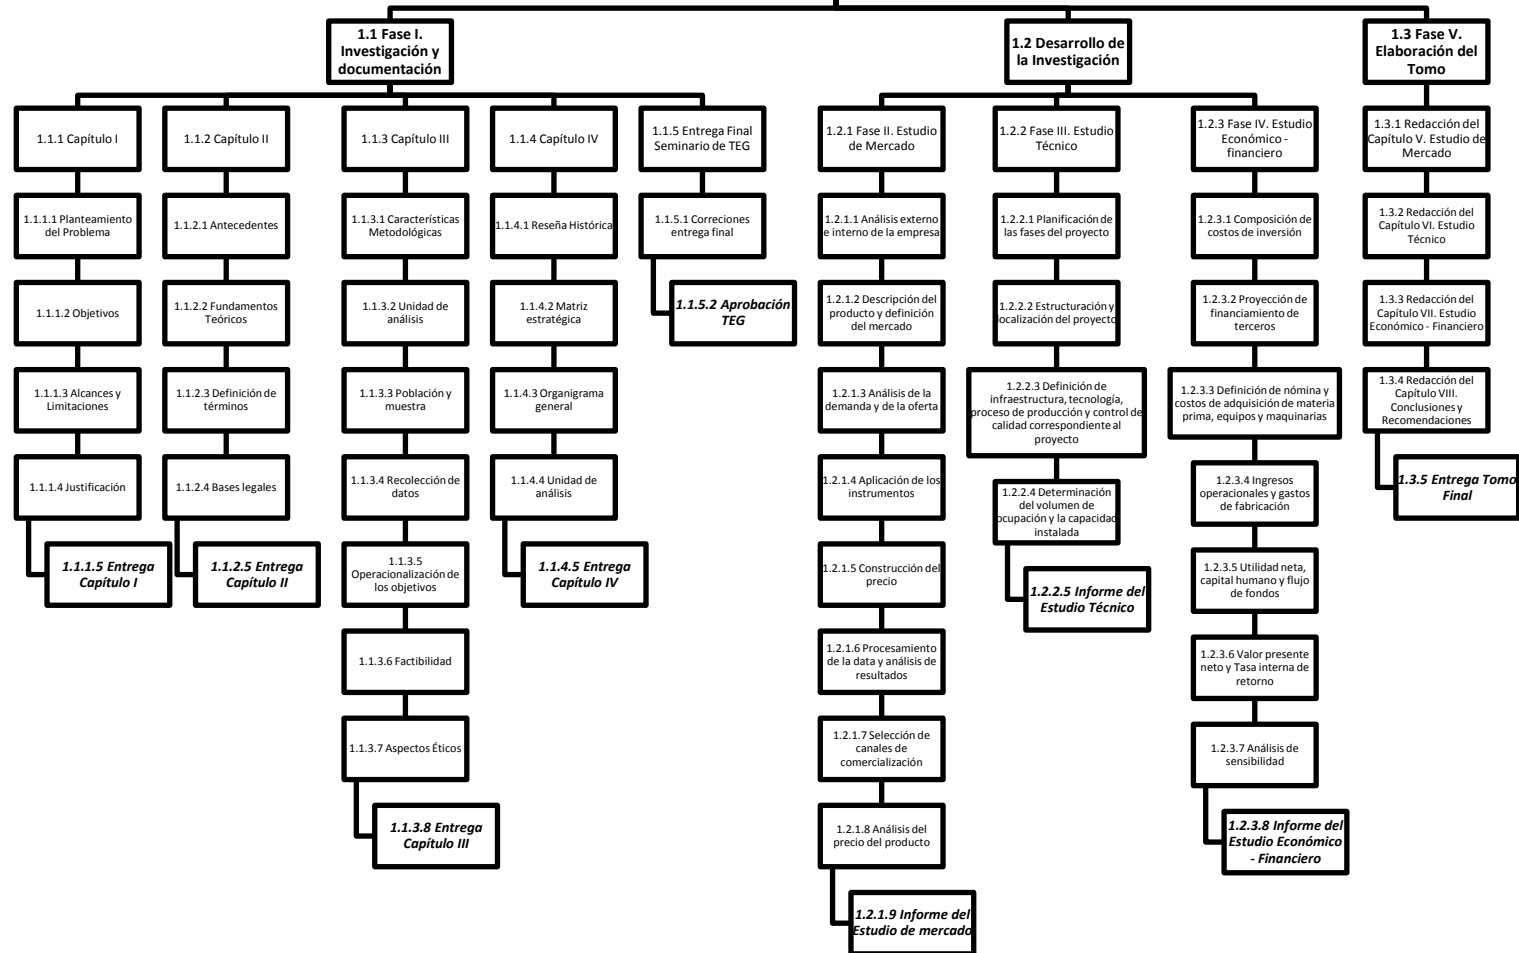 1.1 Fase I.
Investigación y
documentación
1.2 Desarrollo de
la Investigación
1.3 Fase V.
Elaboración del
Tomo
1.1.1 Capítulo I
1.1.2 Capítulo II
1.1.3 Capítulo III
1.1.4 Capítulo IV
1.1.5 Entrega Final
Seminario de TEG
1.2.1 Fase II. Estudio
de Mercado
1.2.2 Fase III. Estudio
Técnico
1.2.3 Fase IV. Estudio
Económico -
financiero
1.3.1 Redacción del
Capítulo V. Estudio de
Mercado
1.1.1.1 Planteamiento
del Problema
1.1.2.1 Antecedentes
1.1.3.1 Características
Metodológicas
1.1.4.1 Reseña Histórica
1.1.5.1 Correciones
entrega final
1.2.1.1 Análisis externo
e interno de la empresa
1.2.2.1 Planificación de
las fases del proyecto
1.2.3.1 Composición de
costos de inversión
1.3.2 Redacción del
Capítulo VI. Estudio
Técnico
1.1.1.2 Objetivos
1.1.2.2 Fundamentos
Teóricos
1.1.3.2 Unidad de
análisis
1.1.4.2 Matriz
estratégica
1.1.5.2 Aprobación
TEG
1.2.1.2 Descripción del
producto y definición
del mercado
1.2.2.2 Estructuración y
localización del proyecto
1.2.3.2 Proyección de
financiamiento de
terceros
1.3.3 Redacción del
Capítulo VII. Estudio
Económico - Financiero
1.1.1.3 Alcances y
Limitaciones
1.1.2.3 Definición de
términos
1.1.3.3 Población y
muestra
1.1.4.3 Organigrama
general
1.2.1.3 Análisis de la
demanda y de la oferta
1.2.2.3 Definición de
infraestructura, tecnología,
proceso de producción y control de
calidad correspondiente al
proyecto
1.2.3.3 Definición de nómina y
costos de adquisición de materia
prima, equipos y maquinarias
1.3.4 Redacción del
Capítulo VIII.
Conclusiones y
Recomendaciones
1.1.1.4 Justificación
1.1.2.4 Bases legales
1.1.3.4 Recolección de
datos
1.1.4.4 Unidad de
análisis
1.2.1.4 Aplicación de los
instrumentos
1.2.2.4 Determinación
del volumen de
ocupación y la capacidad
instalada
1.2.3.4 Ingresos
operacionales y gastos
de fabricación
1.3.5 Entrega Tomo
Final
1.1.1.5 Entrega
Capítulo I
1.1.2.5 Entrega
Capítulo II
1.1.3.5
Operacionalización de
los objetivos
1.1.4.5 Entrega
Capítulo IV
1.2.1.5 Construcción del
precio
1.2.2.5 Informe del
Estudio Técnico
1.2.3.5 Utilidad neta,
capital humano y flujo
de fondos
1.1.3.6 Factibilidad
1.2.1.6 Procesamiento
de la data y análisis de
resultados
1.2.3.6 Valor presente
neto y Tasa interna de
retorno
1.1.3.7 Aspectos Éticos
1.2.1.7 Selección de
canales de
comercialización
1.2.3.7 Análisis de
sensibilidad
1.1.3.8 Entrega
Capítulo III
1.2.1.8 Análisis del
precio del producto
1.2.3.8 Informe del
Estudio Económico
- Financiero
1.2.1.9 Informe del
Estudio de mercado